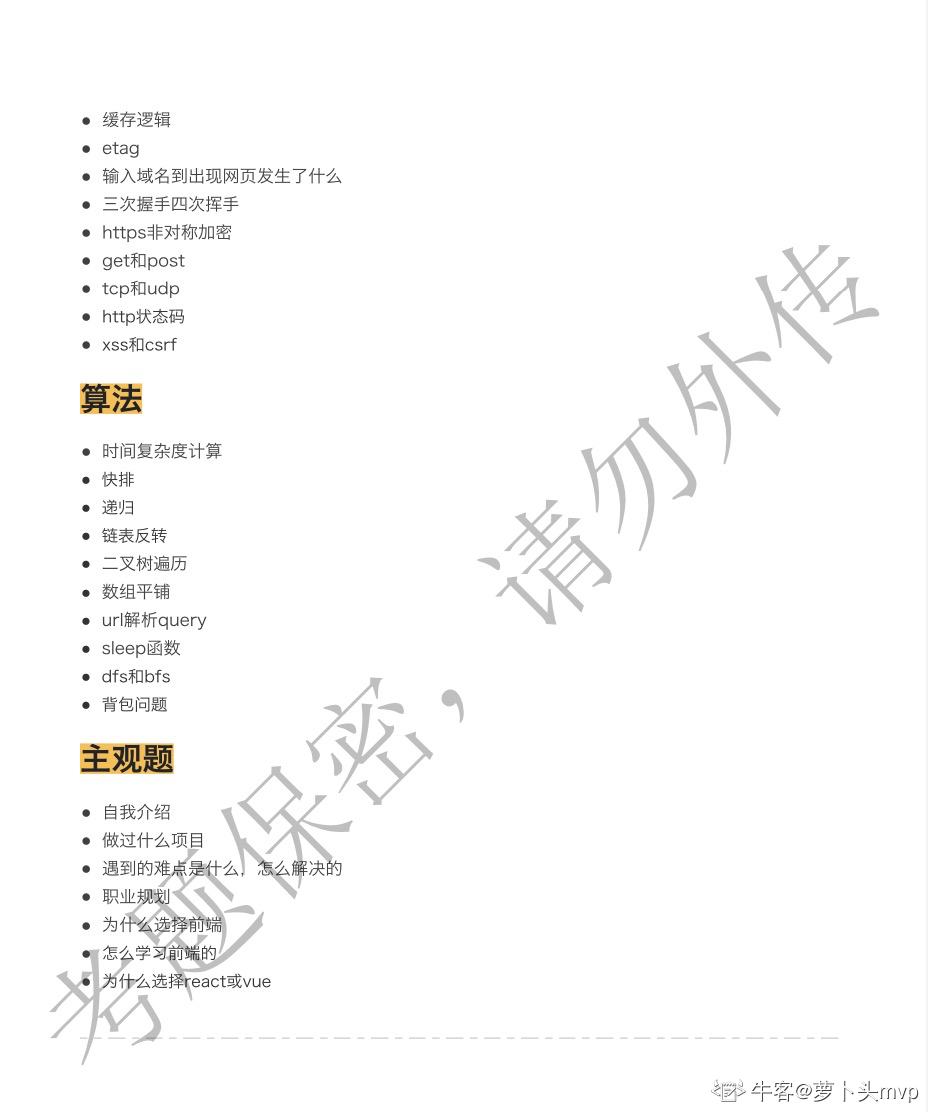 缓存逻辑
etag
输入域名到出现网页发生了什么
三次握手四次挥手
https非对称加密
get和post
tcp和udp
http状态码
xss和csrf
算法
时间复杂度计算
快排
递归
链表反转
二叉树遍历
数组平铺
url解析query
sleep函数
dfs和bfs
背包问题
主观题
自我介绍
做过什么项目
遇到的难点是什么，怎么解决的
职业规划
为什么选择前端
怎么学习前端的
为什么选择react或vue
考题保密，请勿外传
牛客@萝卜头mvp